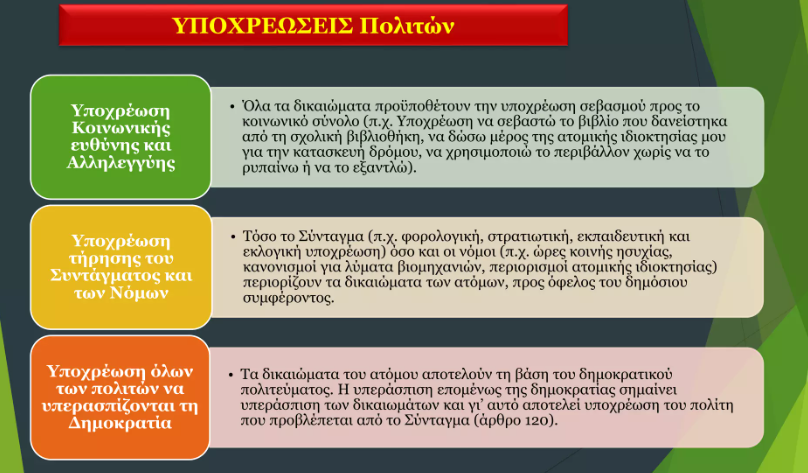 ΥΠΟΧΡΕΩΣΕΙΣ Πολιτών
Υποχρέωση
Κοινωνικής
ευθύνης και
Αλληλεγγύης
• Όλα τα δικαιώματα προϋποθέτουν την υποχρέωση σεβασμού προς το
κοινωνικό σύνολο (π.χ. Υποχρέωση να σεβαστώ το βιβλίο που δανείστηκα
από τη σχολική βιβλιοθήκη, να δώσω μέρος της ατομικής ιδιοκτησίας μου
για την κατασκευή δρόμου, να χρησιμοποιώ το περιβάλλον χωρίς να το
ρυπαίνω ή να το εξαντλώ).
Υποχρέωση
τήρησης του
Συντάγματος και
των Νόμων
• Τόσο το Σύνταγμα (π.χ. φορολογική, στρατιωτική, εκπαιδευτική και
εκλογική υποχρέωση) όσο και οι νόμοι (π.χ. ώρες κοινής ησυχίας,
κανονισμοί για λύματα βιομηχανιών, περιορισμοί ατομικής ιδιοκτησίας)
περιορίζουν τα δικαιώματα των ατόμων, προς όφελος του δημόσιου
συμφέροντος.
Υποχρέωση όλων
των πολιτών να
υπερασπίζονται τη
Δημοκρατία
• Τα δικαιώματα του ατόμου αποτελούν τη βάση του δημοκρατικού
πολιτεύματος. Η υπεράσπιση επομένως της δημοκρατίας σημαίνει
υπεράσπιση των δικαιωμάτων και γι’ αυτό αποτελεί υποχρέωση του πολίτη
που προβλέπεται από το Σύνταγμα (άρθρο 120).